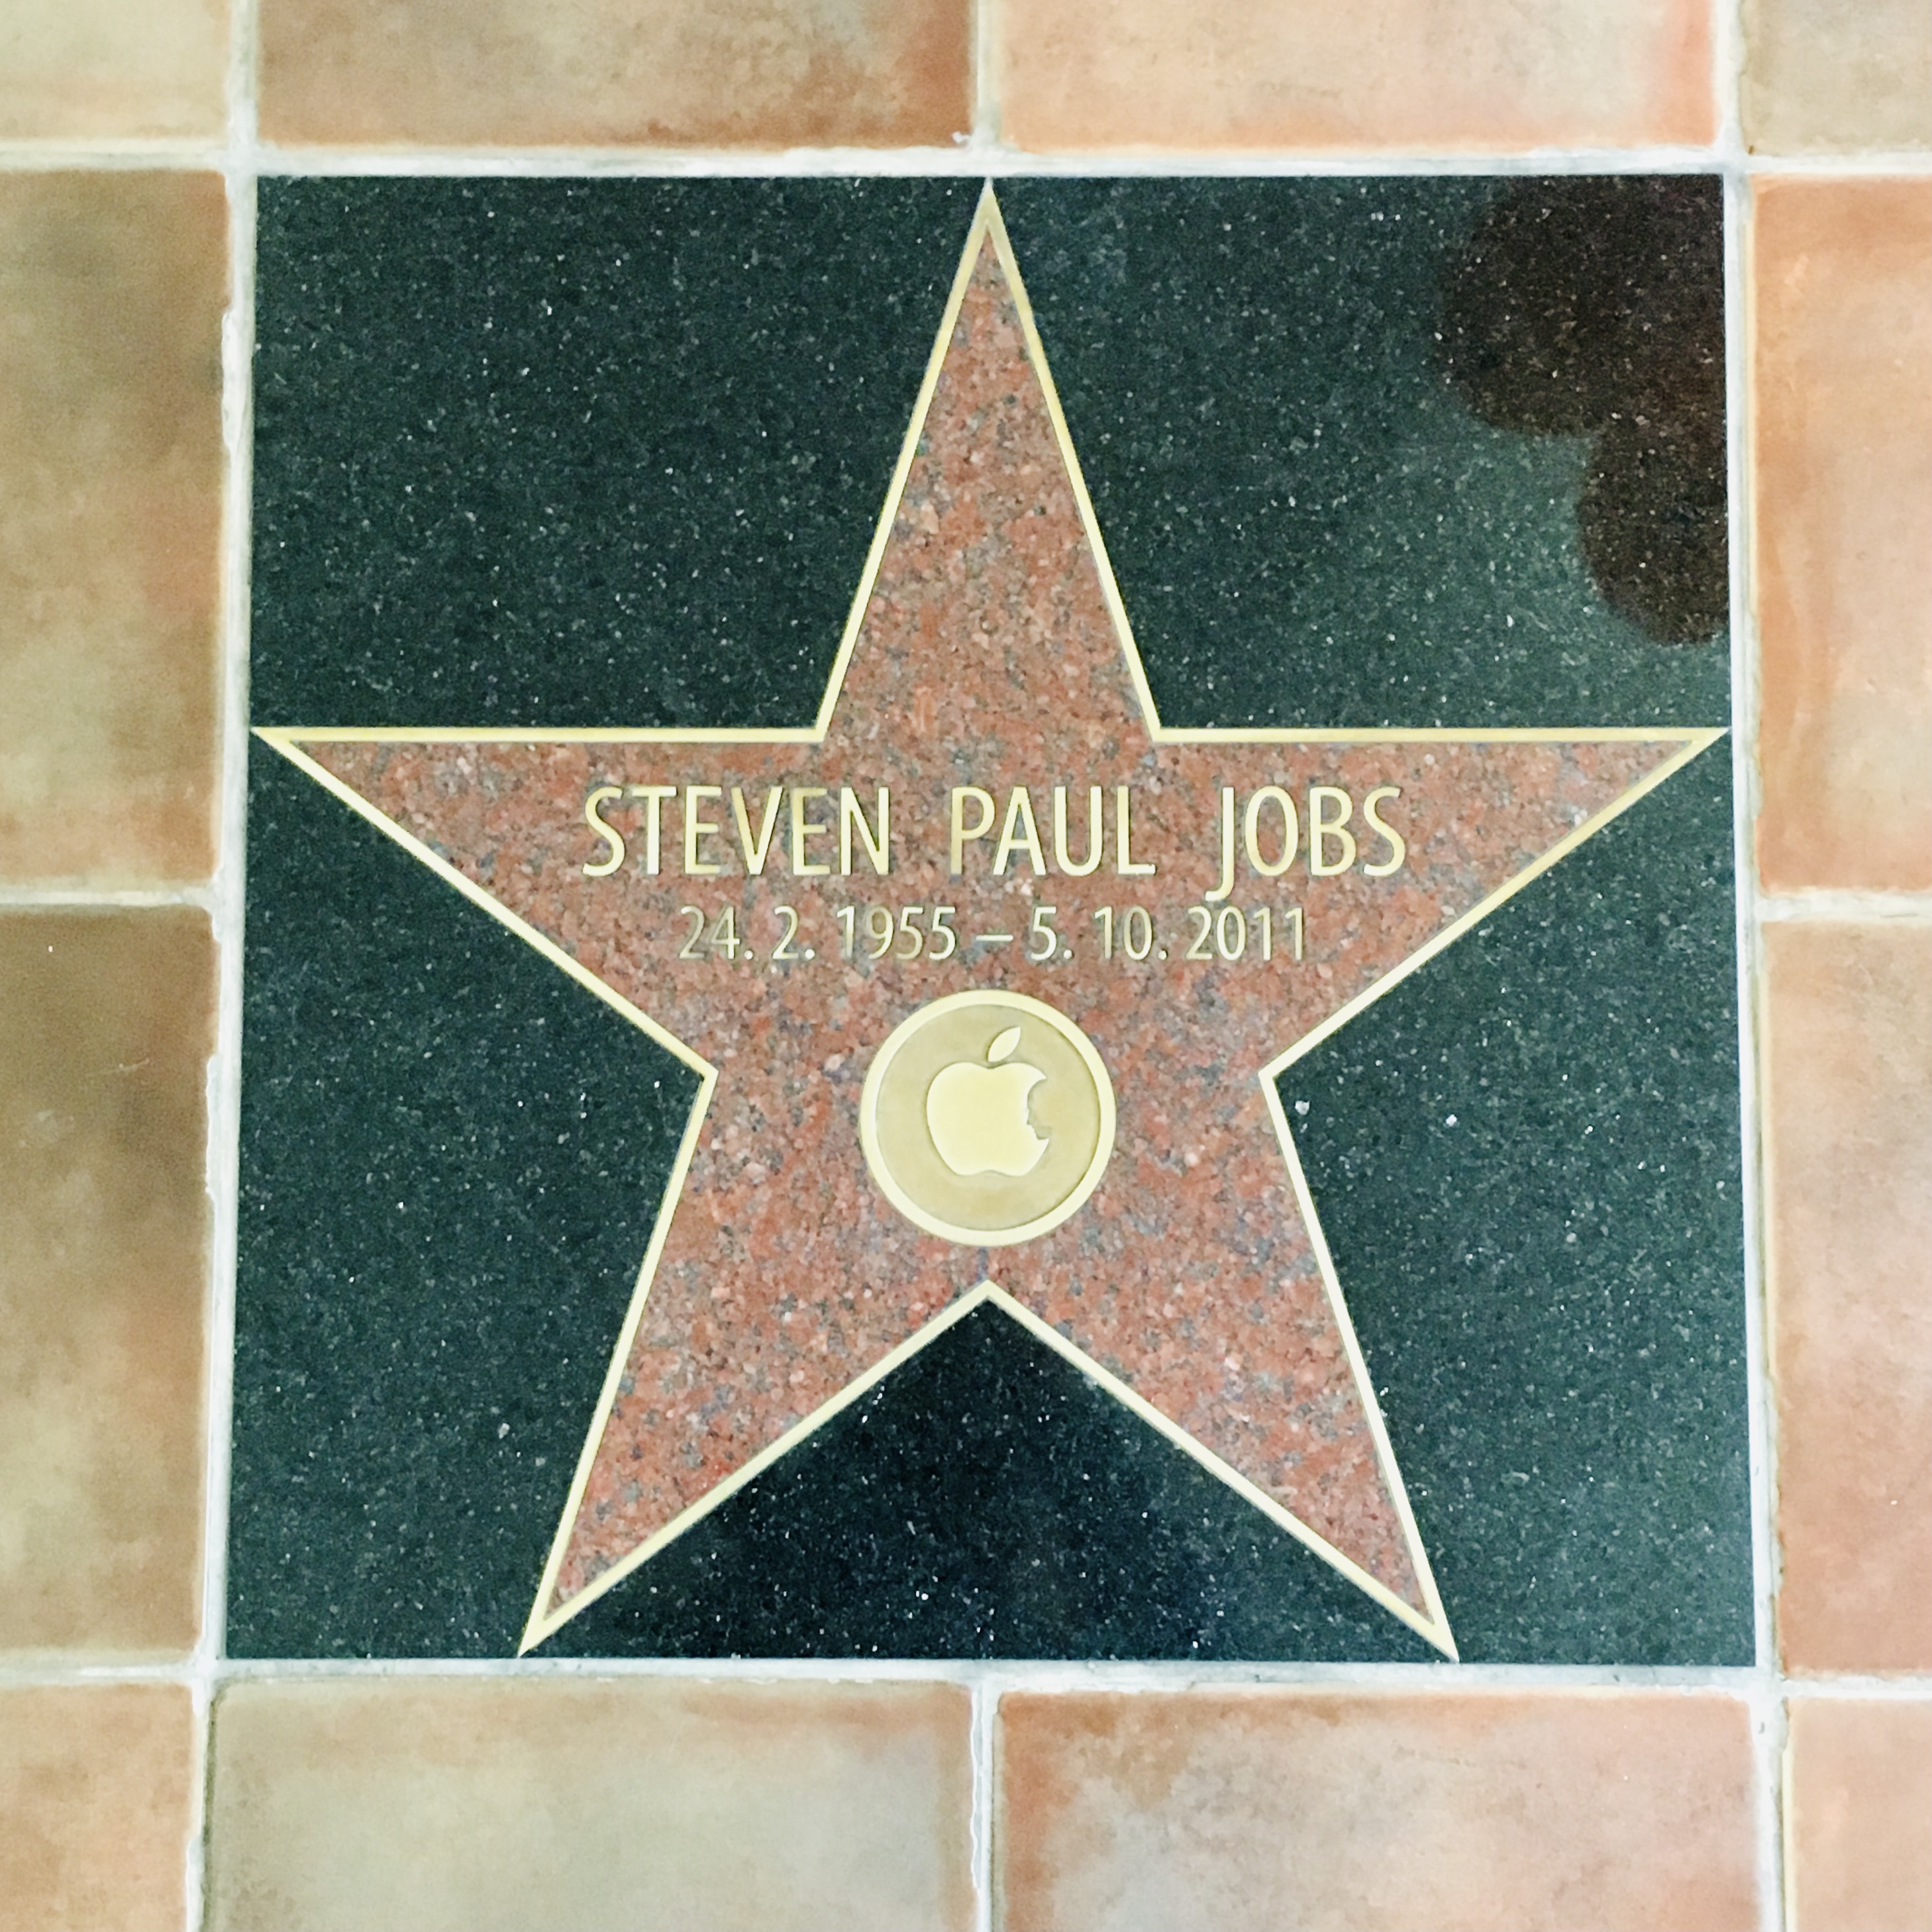 STEVEN PAUL JOBS
24. 2. 1955 – 5. 10. 2011